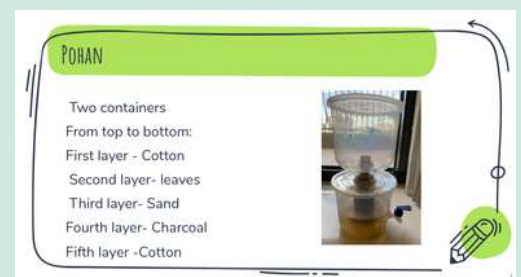 POHAN
Two containers
From top to bottom:
First layer - Cotton
Second layer- leaves
Third layer- Sand
Fourth layer- Charcoal
Fifth layer -Cotton